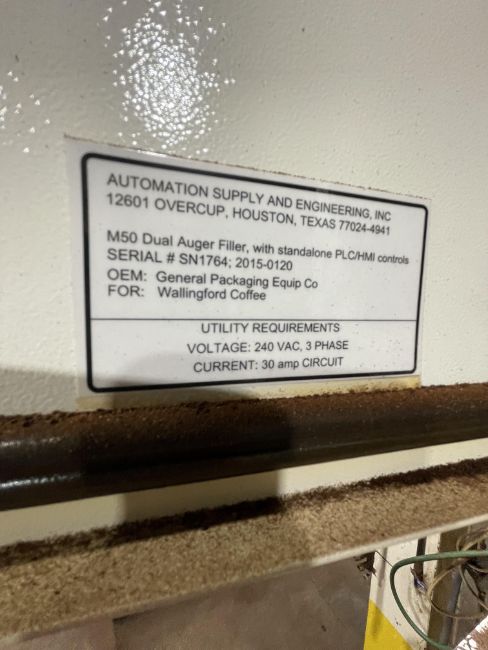 AUTOMATION SUPPLY AND ENGINEERING, INC
12601 OVERCUP, HOUSTON, TEXAS 77024-4941
M50 Dual Auger Filler, with standalone PLC/HMI controls
SERIAL # SN1764; 2015-0120
OEM: General Packaging Equip Co
FOR: Wallingford Coffee
UTILITY REQUIREMENTS
VOLTAGE: 240 VAC, 3 PHASE
CURRENT: 30 amp CIRCUIT